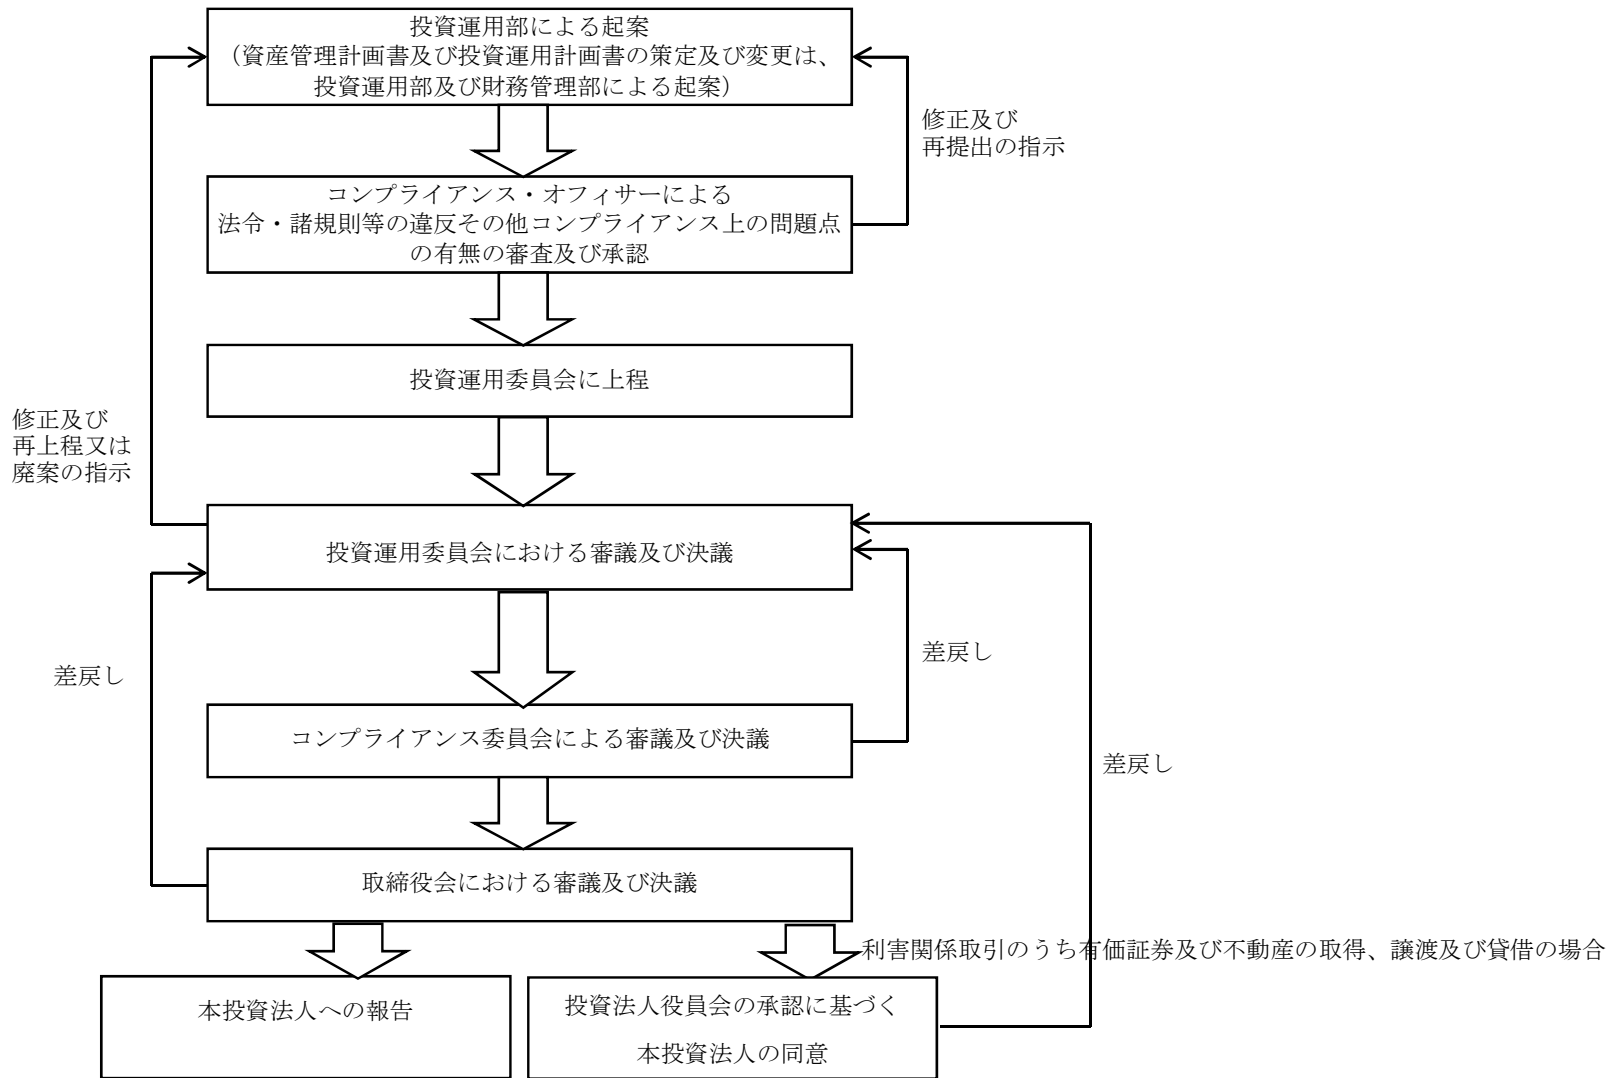 投資運用部による起案
（資産管理計画書及び投資運用計画書の策定及び変更は、
投資運用部及び財務管理部による起案）
修正及び
再提出の指示
コンプライアンス・オフィサーによる
法令・諸規則等の違反その他コンプライアンス上の問題点
の有無の審査及び承認
投資運用委員会に上程
修正及び
再上程又は
廃案の指示
投資運用委員会における審議及び決議
差戻し
差戻し
コンプライアンス委員会による審議及び決議
差戻し
取締役会における審議及び決議
利害関係取引のうち有価証券及び不動産の取得、譲渡及び貸借の場合
本投資法人への報告
投資法人役員会の承認に基づく
本投資法人の同意